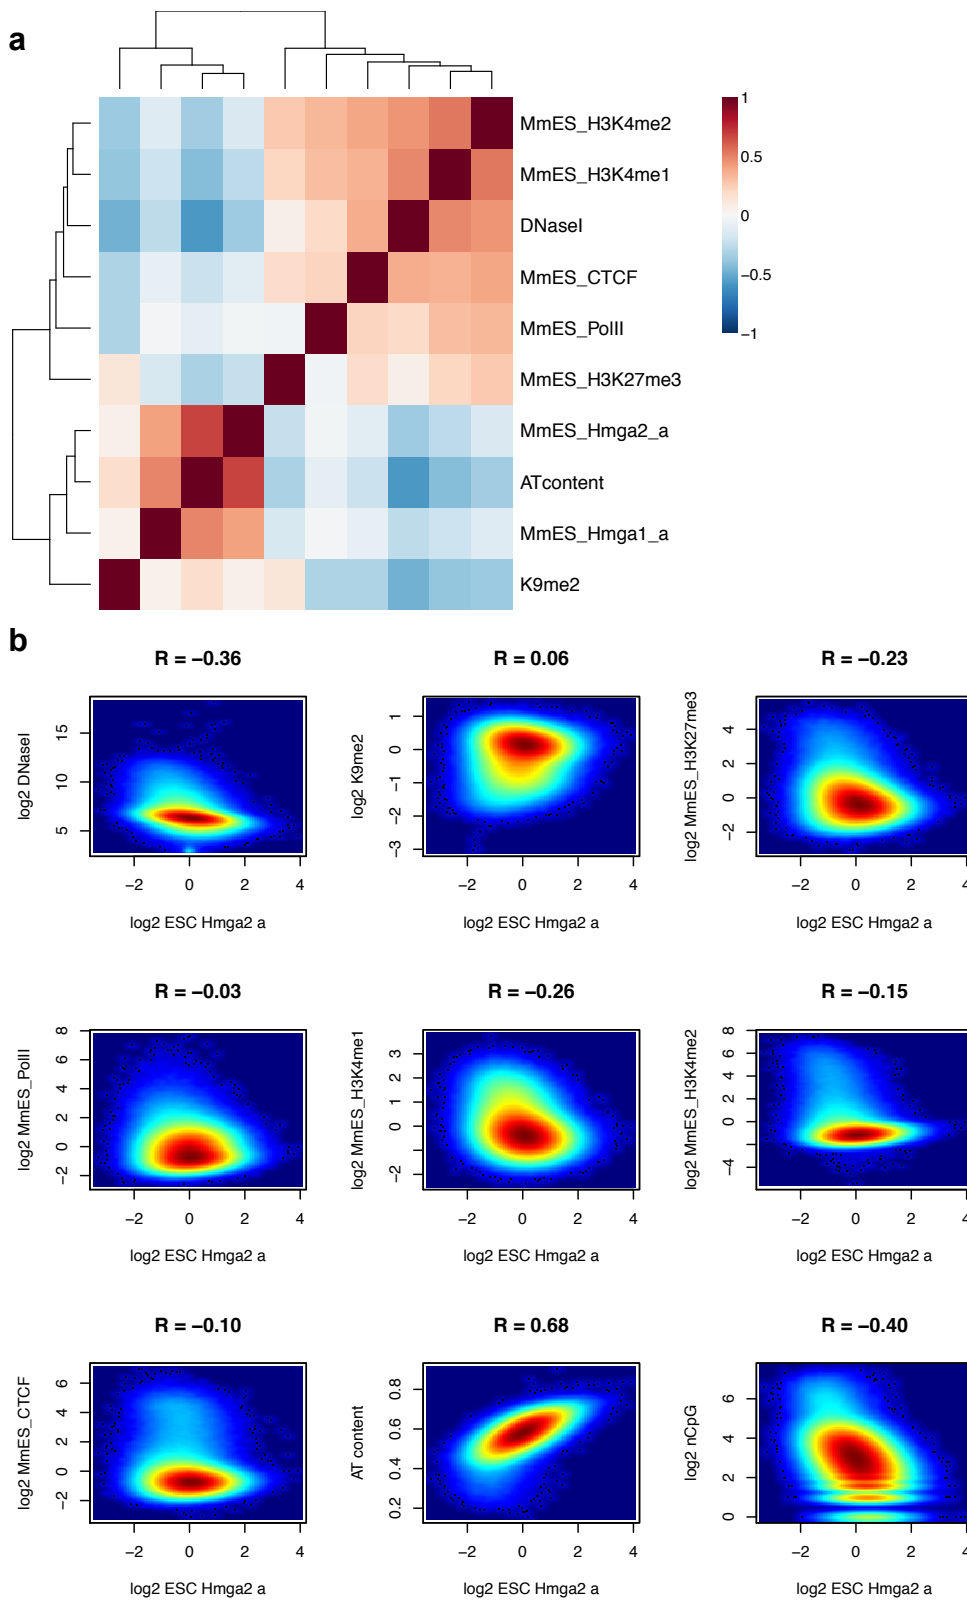 a
MmES_H3K4me2
MmES_H3K4me1
DNaseI
MmES_CTCF
MmES_PolII
MmES_H3K27me3
MmES_Hmga2_a
ATcontent
MmES_Hmga1_a
K9me2
1
0.5
0
−0.5
−1
b
R = −0.36
log2 DNaseI
15
10
5
−2 0 2 4
log2 ESC Hmga2 a
R = 0.06
log2 K9me2
1
0
−1
−2
−3
−2 0 2 4
log2 ESC Hmga2 a
R = −0.23
log2 MmES_H3K27me3
4
2
0
−2
−2 0 2 4
log2 ESC Hmga2 a
R = −0.03
log2 MmES_PolII
8
6
4
2
0
−2
−2 0 2 4
log2 ESC Hmga2 a
R = −0.26
log2 MmES_H3K4me1
3
2
1
0
−2
−2 0 2 4
log2 ESC Hmga2 a
R = −0.15
log2 MmES_H3K4me2
8
6
4
2
0
−4
−2 0 2 4
log2 ESC Hmga2 a
R = −0.10
log2 MmES_CTCF
6
4
2
0
−2
−2 0 2 4
log2 ESC Hmga2 a
R = 0.68
AT content
0.8
0.6
0.4
0.2
−2 0 2 4
log2 ESC Hmga2 a
R = −0.40
log2 nCpG
6
4
2
0
−2 0 2 4
log2 ESC Hmga2 a